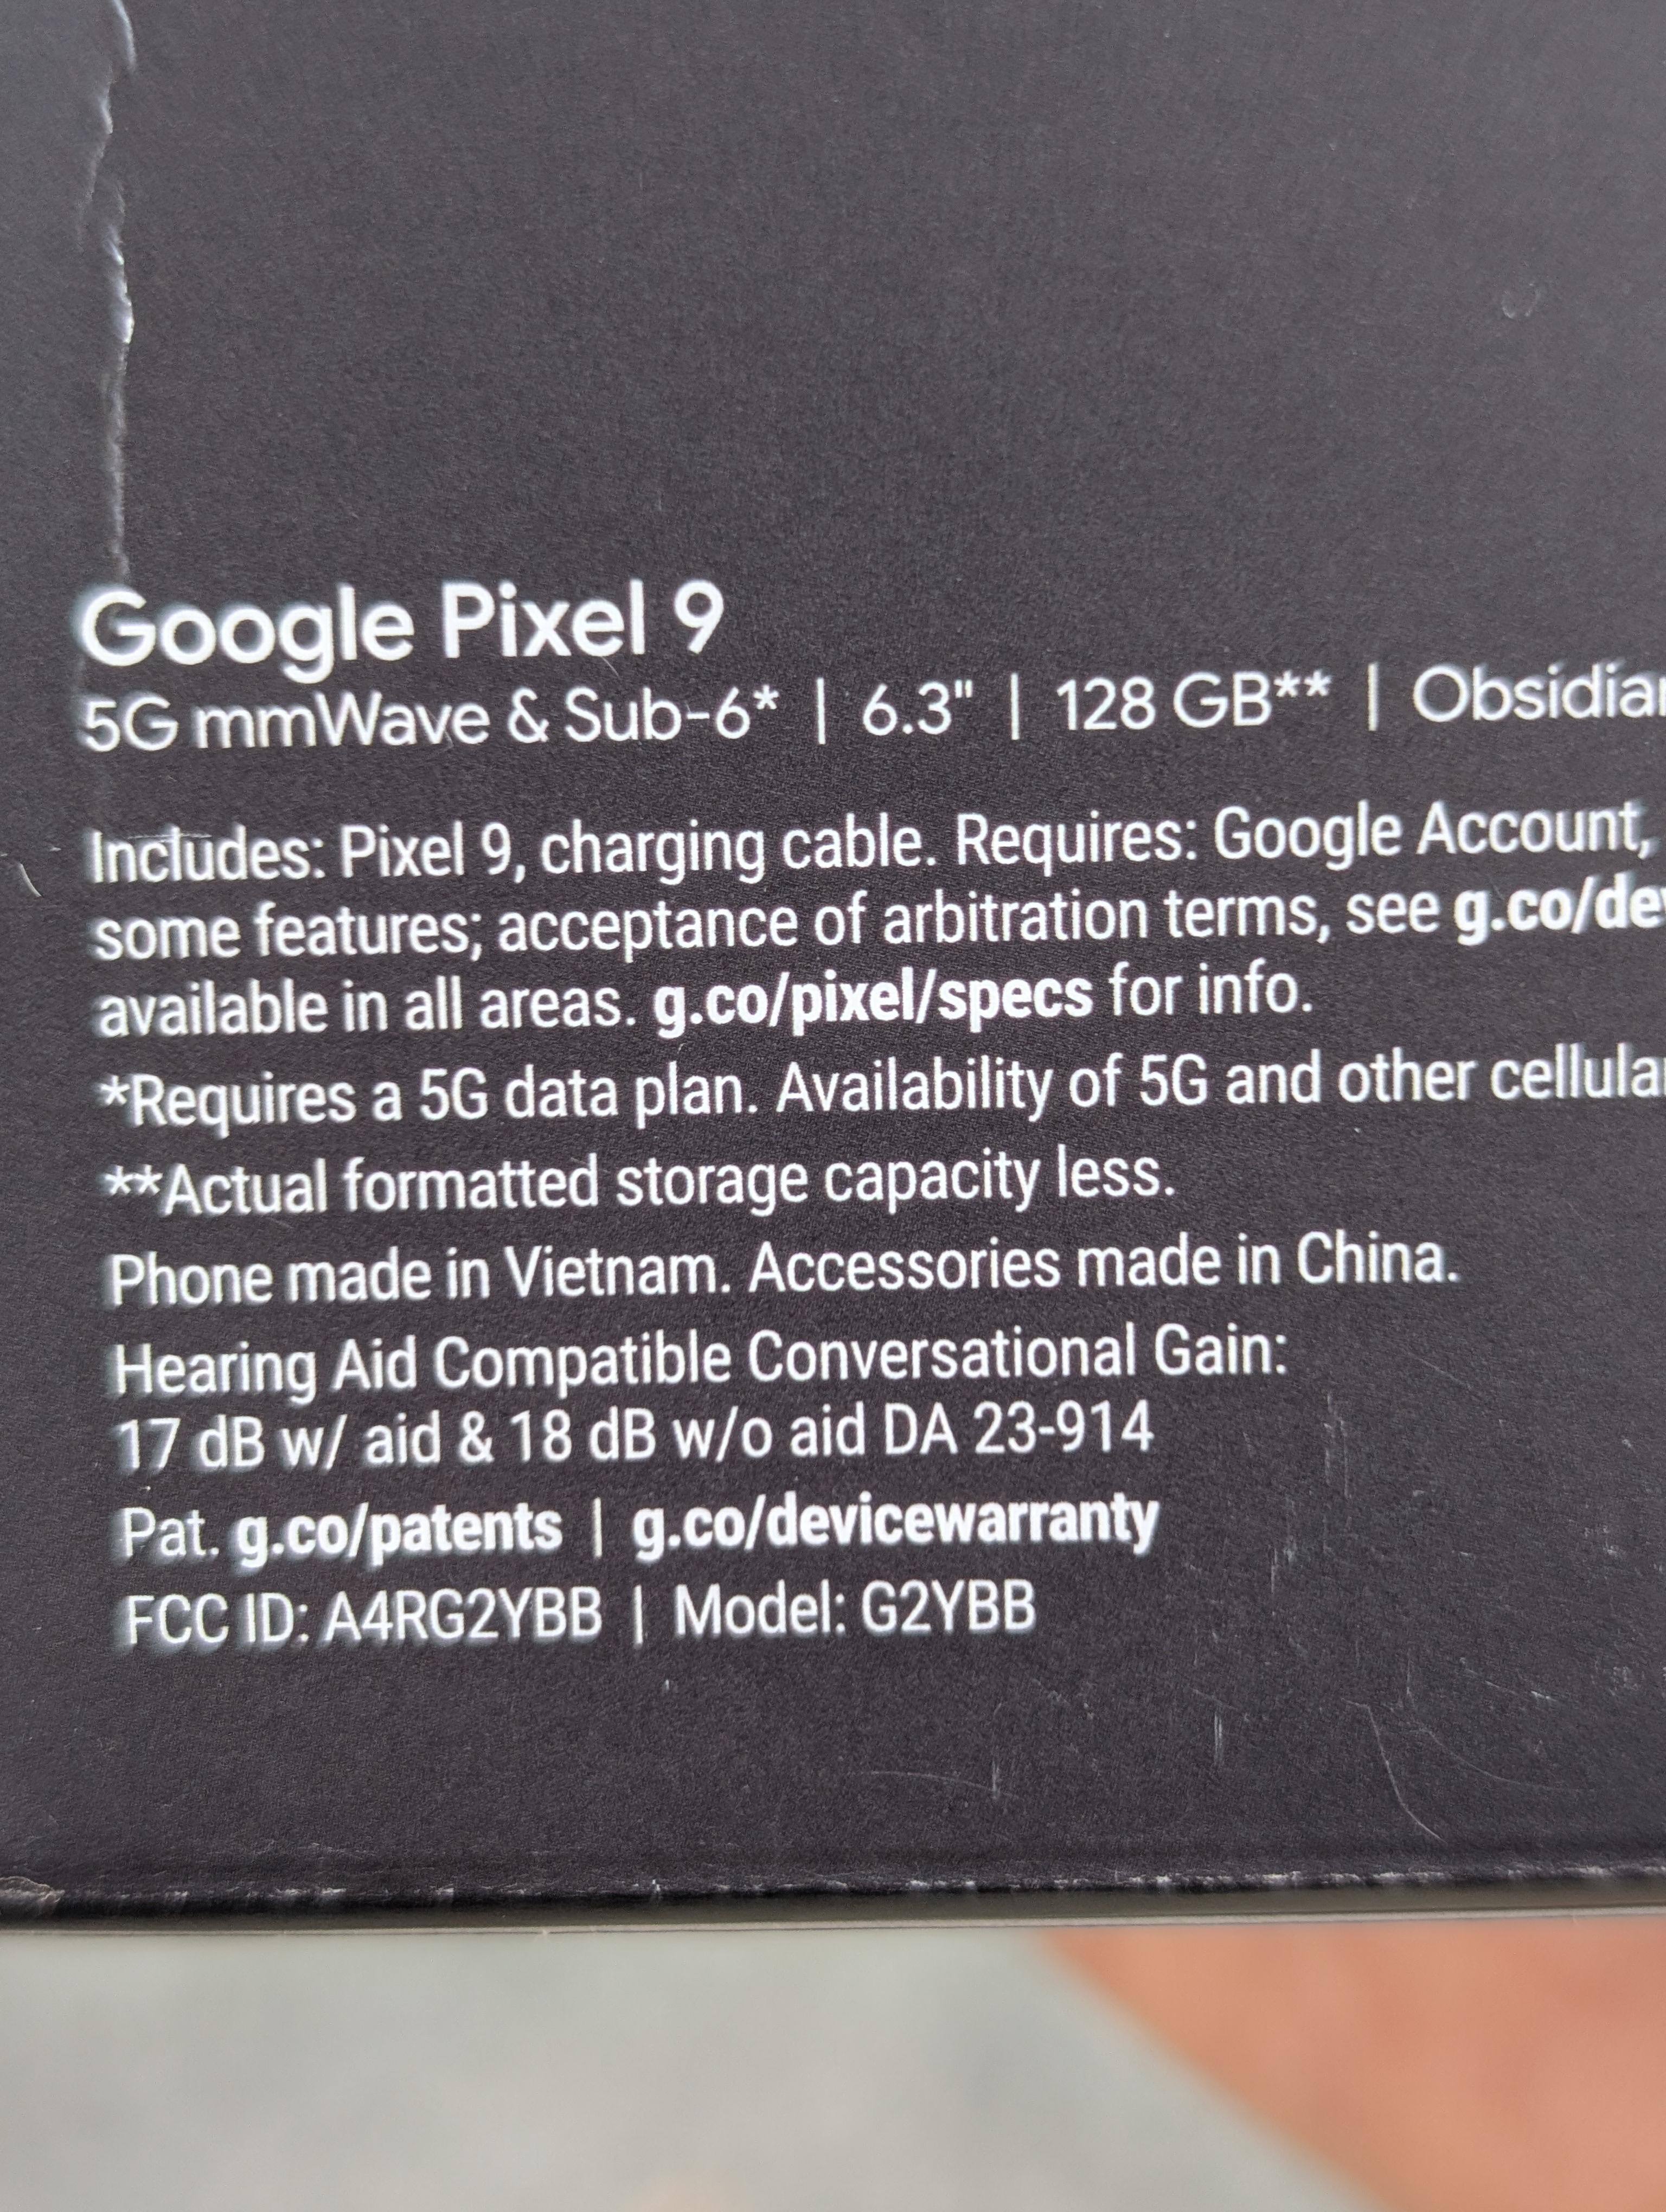 Google Pixel 9
5G mmWave & Sub-6* | 6.3" | 128 GB** | Obsidian
Includes: Pixel 9, charging cable. Requires: Google Account,
some features; acceptance of arbitration terms, see g.co/dev
available in all areas. g.co/pixel/specs for info.
*Requires a 5G data plan. Availability of 5G and other cellular
**Actual formatted storage capacity less.
Phone made in Vietnam. Accessories made in China.
Hearing Aid Compatible Conversational Gain:
17 dB w/ aid & 18 dB w/o aid DA 23-914
Pat. g.co/patents | g.co/devicewarranty
FCC ID: A4RG2YBB | Model: G2YBB